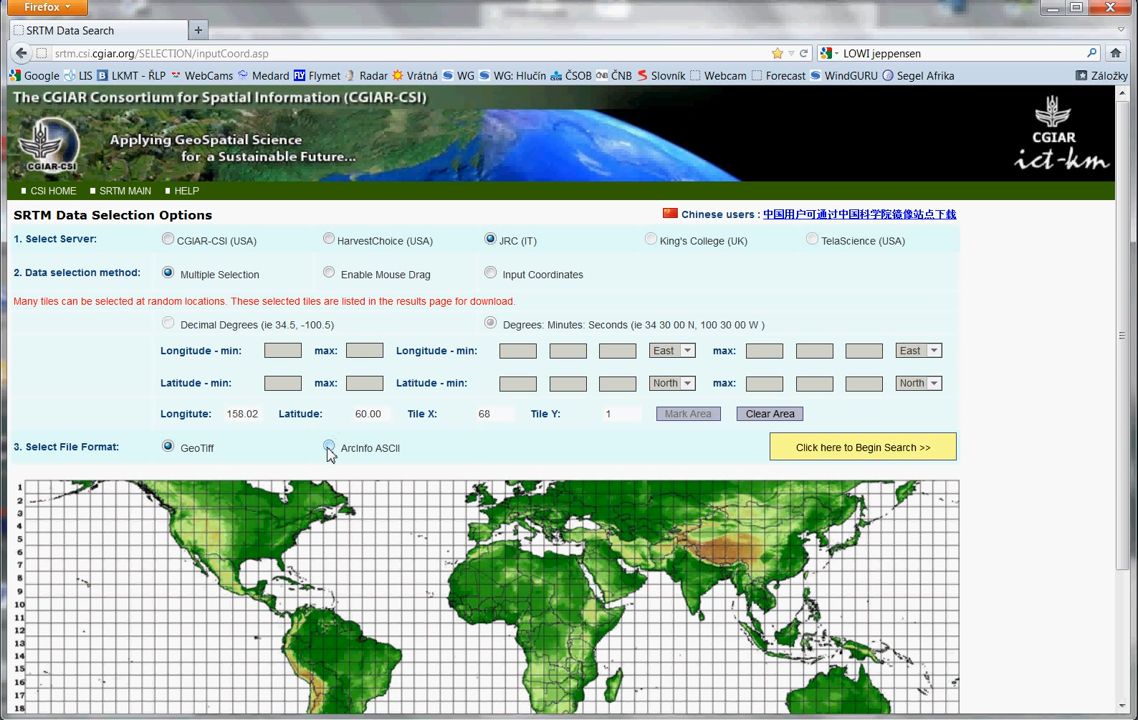 Firefox
SRTM Data Search
srtm.csi.cgiar.org/SELECTION/inputCoord.asp
LOWI jeppensen
Google LIS LKMT - ŘLP WebCams Medard Flymet Radar Vrátná WG WG: Hlučín ČSOB ČNB Slovník Webcam Forecast WindGURU Segel Afrika Záložky
The CGIAR Consortium for Spatial Information (CGIAR-CSI)
Applying GeoSpatial Science
for a Sustainable Future...
CGIAR-CSI
CGIAR
ict-km
CSI HOME SRTM MAIN HELP
SRTM Data Selection Options
Chinese users : 中国用户可通过中国科学院镜像站点下载
1. Select Server: CGIAR-CSI (USA) HarvestChoice (USA) JRC (IT) King's College (UK) TelaScience (USA)
2. Data selection method: Multiple Selection Enable Mouse Drag Input Coordinates
Many tiles can be selected at random locations. These selected tiles are listed in the results page for download.
Decimal Degrees (ie 34.5, -100.5) Degrees: Minutes: Seconds (ie 34 30 00 N, 100 30 00 W )
Longitude - min: max: Longitude - min: East max: East
Latitude - min: max: Latitude - min: North max: North
Longitute: 158.02 Latitude: 60.00 Tile X: 68 Tile Y: 1 Mark Area Clear Area
3. Select File Format: GeoTiff ArcInfo ASCII Click here to Begin Search >>
1
2
3
4
5
6
7
8
9
10
11
12
13
14
15
16
17
18